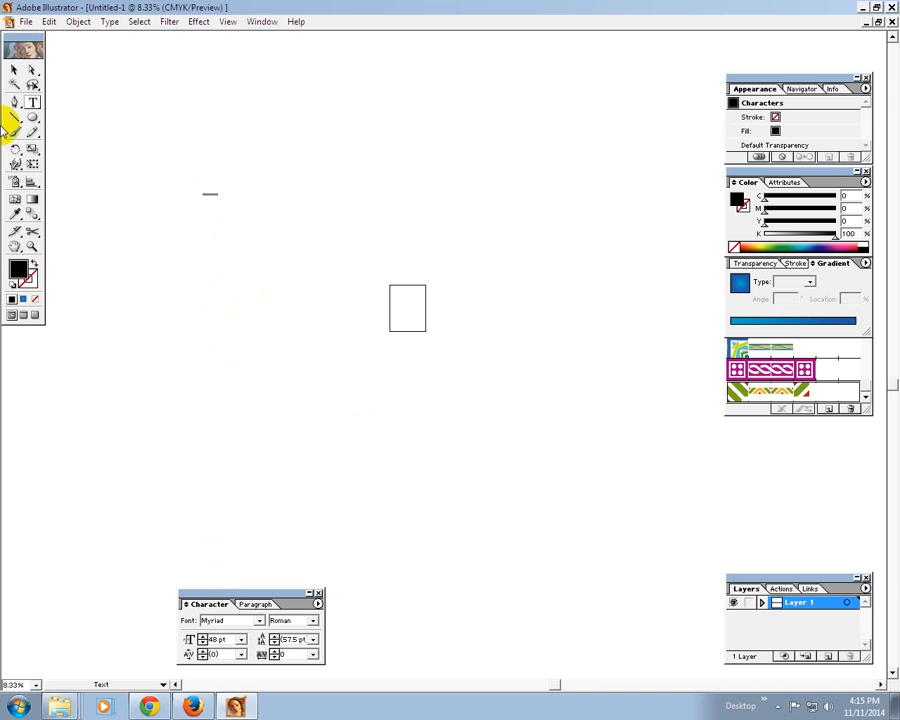 Adobe Illustrator - [Untitled-1 @ 8.33% (CMYK/Preview) ]
File Edit Object Type Select Filter Effect View Window Help
T
Appearance Navigator Info
Characters
Stroke:
Fill:
Default Transparency
Color Attributes
C 0 %
M 0 %
Y 0 %
K 100 %
Transparency Stroke Gradient
Type:
Angle: ° Location: %
Character Paragraph
Font: Myriad Roman
48 pt (57.5 pt
(0) 0
Layers Actions Links
Layer 1
1 Layer
8.33% Text
Desktop » 4:15 PM
11/11/2014